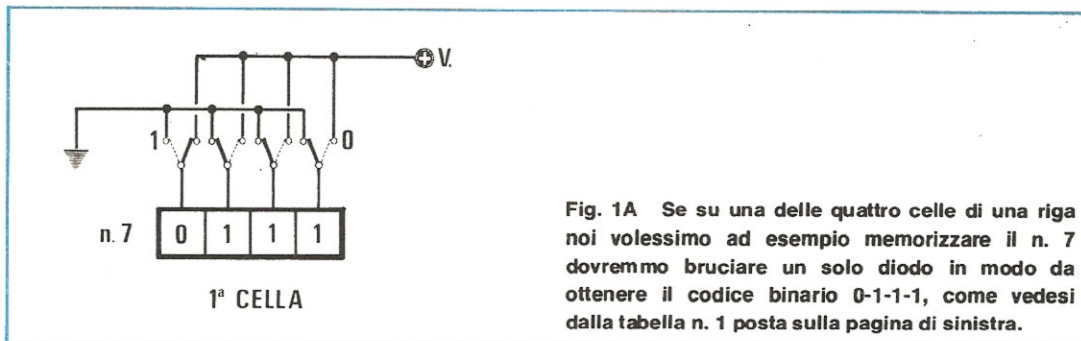 ⊕ V.
1 0
n. 7 0 1 1 1
1ª CELLA
Fig. 1A Se su una delle quattro celle di una riga
noi volessimo ad esempio memorizzare il n. 7
dovremmo bruciare un solo diodo in modo da
ottenere il codice binario 0-1-1-1, come vedesi
dalla tabella n. 1 posta sulla pagina di sinistra.